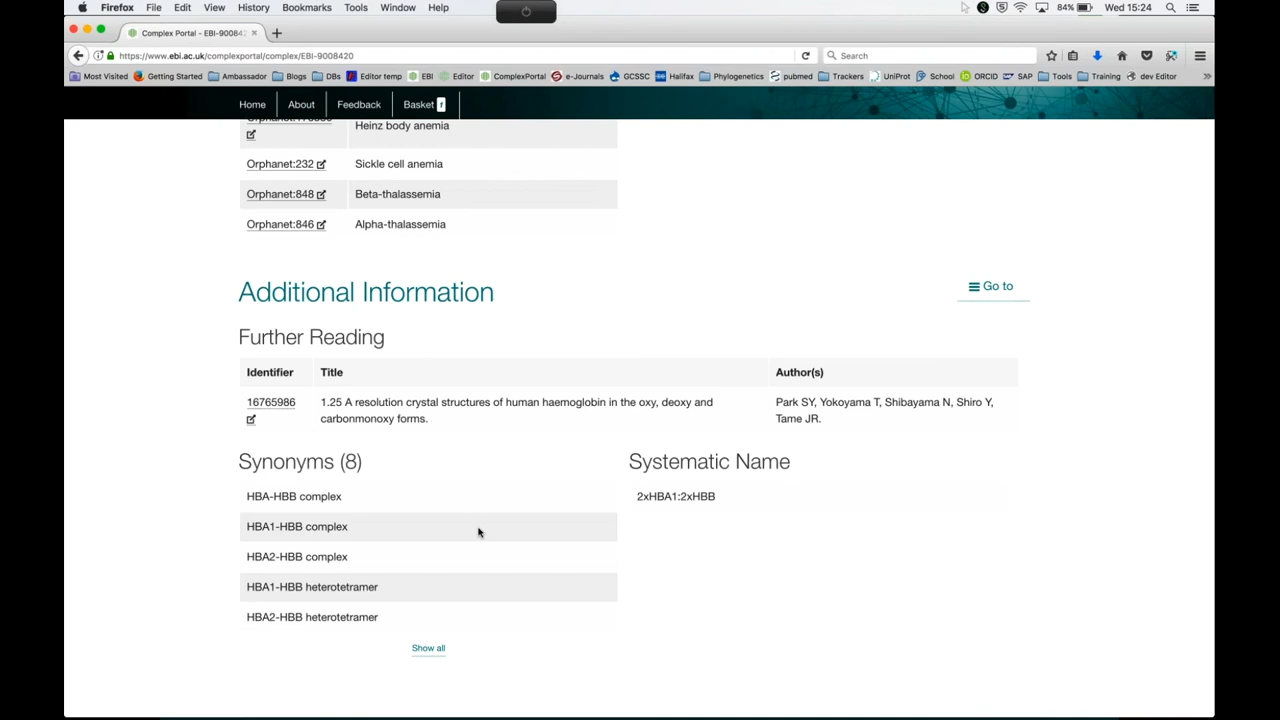 Firefox File Edit View History Bookmarks Tools Window Help 84% Wed 15:24
Complex Portal - EBI-90084
https://www.ebi.ac.uk/complexportal/complex/EBI-9008420 Search
Most Visited Getting Started Ambassador Blogs DBs Editor temp EBI Editor ComplexPortal e-Journals GCSSC Halifax Phylogenetics pubmed Trackers UniProt School ORCID SAP Tools Training dev Editor
Home About Feedback Basket 1
Heinz body anemia
Orphanet:232 Sickle cell anemia
Orphanet:848 Beta-thalassemia
Orphanet:846 Alpha-thalassemia
Additional Information Go to
Further Reading
Identifier Title Author(s)
16765986 1.25 A resolution crystal structures of human haemoglobin in the oxy, deoxy and Park SY, Yokoyama T, Shibayama N, Shiro Y,
carbonmonoxy forms. Tame JR.
Synonyms (8) Systematic Name
HBA-HBB complex 2xHBA1:2xHBB
HBA1-HBB complex
HBA2-HBB complex
HBA1-HBB heterotetramer
HBA2-HBB heterotetramer
Show all